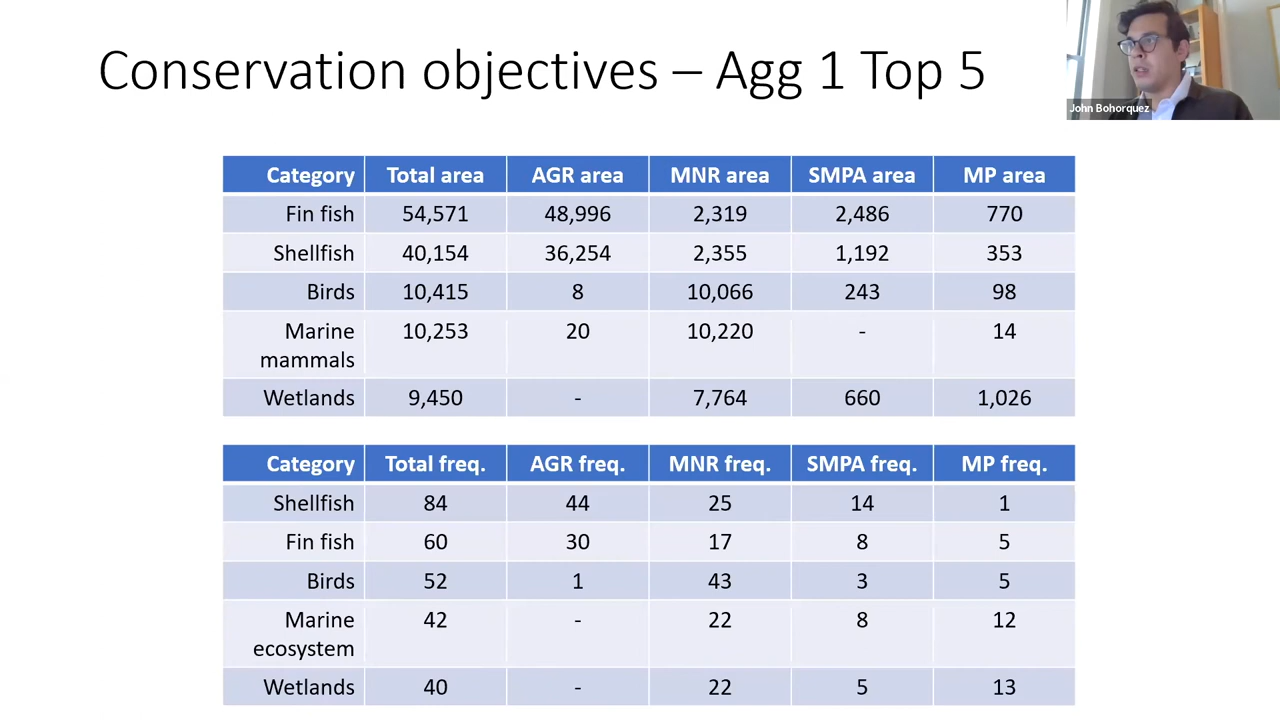 Conservation objectives – Agg 1 Top 5
John Bohorquez
Category Total area AGR area MNR area SMPA area MP area
Fin fish 54,571 48,996 2,319 2,486 770
Shellfish 40,154 36,254 2,355 1,192 353
Birds 10,415 8 10,066 243 98
Marine 10,253 20 10,220 - 14
mammals
Wetlands 9,450 - 7,764 660 1,026
Category Total freq. AGR freq. MNR freq. SMPA freq. MP freq.
Shellfish 84 44 25 14 1
Fin fish 60 30 17 8 5
Birds 52 1 43 3 5
Marine 42 - 22 8 12
ecosystem
Wetlands 40 - 22 5 13